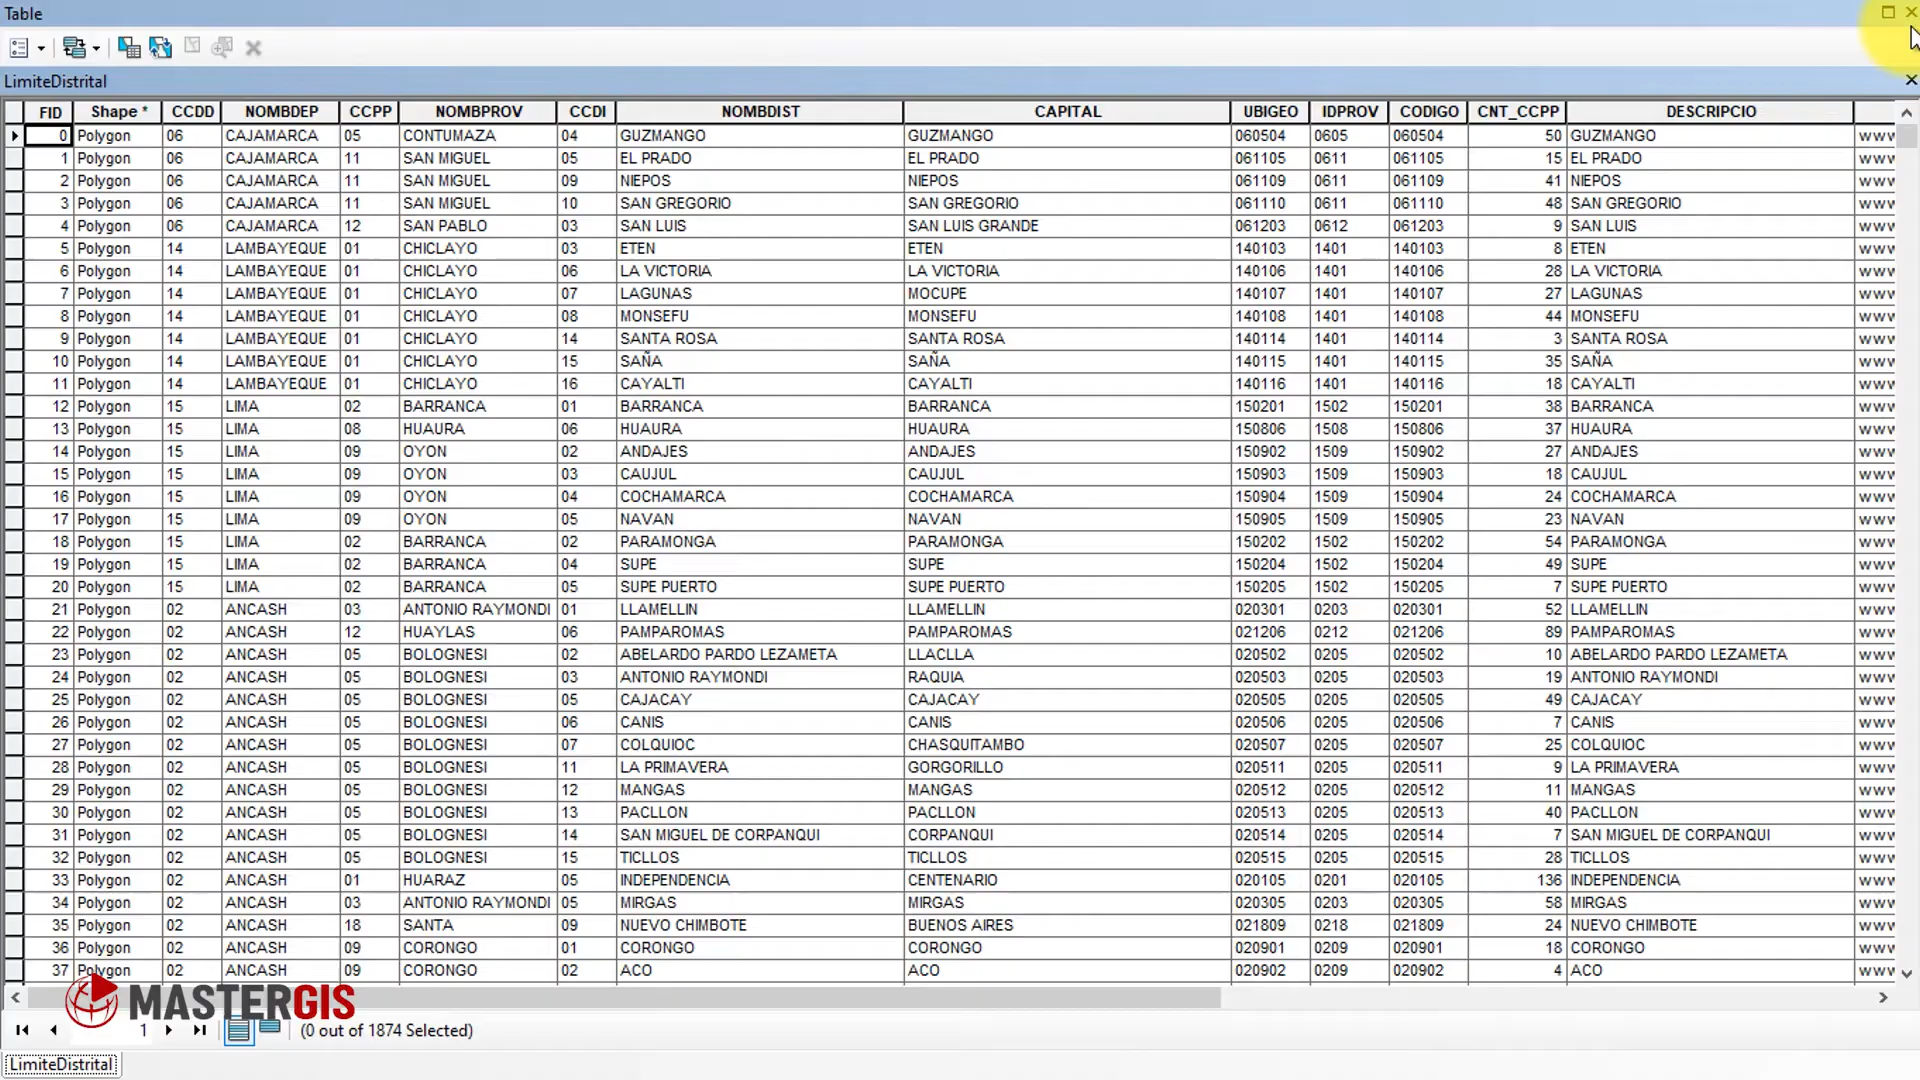 Table
LimiteDistrital
FID Shape * CCDD NOMBDEP CCPP NOMBPROV CCDI NOMBDIST CAPITAL UBIGEO IDPROV CODIGO CNT_CCPP DESCRIPCIO
0 Polygon 06 CAJAMARCA 05 CONTUMAZA 04 GUZMANGO GUZMANGO 060504 0605 060504 50 GUZMANGO www
1 Polygon 06 CAJAMARCA 11 SAN MIGUEL 05 EL PRADO EL PRADO 061105 0611 061105 15 EL PRADO www
2 Polygon 06 CAJAMARCA 11 SAN MIGUEL 09 NIEPOS NIEPOS 061109 0611 061109 41 NIEPOS www
3 Polygon 06 CAJAMARCA 11 SAN MIGUEL 10 SAN GREGORIO SAN GREGORIO 061110 0611 061110 48 SAN GREGORIO www
4 Polygon 06 CAJAMARCA 12 SAN PABLO 03 SAN LUIS SAN LUIS GRANDE 061203 0612 061203 9 SAN LUIS www
5 Polygon 14 LAMBAYEQUE 01 CHICLAYO 03 ETEN ETEN 140103 1401 140103 8 ETEN www
6 Polygon 14 LAMBAYEQUE 01 CHICLAYO 06 LA VICTORIA LA VICTORIA 140106 1401 140106 28 LA VICTORIA www
7 Polygon 14 LAMBAYEQUE 01 CHICLAYO 07 LAGUNAS MOCUPE 140107 1401 140107 27 LAGUNAS www
8 Polygon 14 LAMBAYEQUE 01 CHICLAYO 08 MONSEFU MONSEFU 140108 1401 140108 44 MONSEFU www
9 Polygon 14 LAMBAYEQUE 01 CHICLAYO 14 SANTA ROSA SANTA ROSA 140114 1401 140114 3 SANTA ROSA www
10 Polygon 14 LAMBAYEQUE 01 CHICLAYO 15 SAÑA SAÑA 140115 1401 140115 35 SAÑA www
11 Polygon 14 LAMBAYEQUE 01 CHICLAYO 16 CAYALTI CAYALTI 140116 1401 140116 18 CAYALTI www
12 Polygon 15 LIMA 02 BARRANCA 01 BARRANCA BARRANCA 150201 1502 150201 38 BARRANCA www
13 Polygon 15 LIMA 08 HUAURA 06 HUAURA HUAURA 150806 1508 150806 37 HUAURA www
14 Polygon 15 LIMA 09 OYON 02 ANDAJES ANDAJES 150902 1509 150902 27 ANDAJES www
15 Polygon 15 LIMA 09 OYON 03 CAUJUL CAUJUL 150903 1509 150903 18 CAUJUL www
16 Polygon 15 LIMA 09 OYON 04 COCHAMARCA COCHAMARCA 150904 1509 150904 24 COCHAMARCA www
17 Polygon 15 LIMA 09 OYON 05 NAVAN NAVAN 150905 1509 150905 23 NAVAN www
18 Polygon 15 LIMA 02 BARRANCA 02 PARAMONGA PARAMONGA 150202 1502 150202 54 PARAMONGA www
19 Polygon 15 LIMA 02 BARRANCA 04 SUPE SUPE 150204 1502 150204 49 SUPE www
20 Polygon 15 LIMA 02 BARRANCA 05 SUPE PUERTO SUPE PUERTO 150205 1502 150205 7 SUPE PUERTO www
21 Polygon 02 ANCASH 03 ANTONIO RAYMONDI 01 LLAMELLIN LLAMELLIN 020301 0203 020301 52 LLAMELLIN www
22 Polygon 02 ANCASH 12 HUAYLAS 06 PAMPAROMAS PAMPAROMAS 021206 0212 021206 89 PAMPAROMAS www
23 Polygon 02 ANCASH 05 BOLOGNESI 02 ABELARDO PARDO LEZAMETA LLACLLA 020502 0205 020502 10 ABELARDO PARDO LEZAMETA www
24 Polygon 02 ANCASH 05 BOLOGNESI 03 ANTONIO RAYMONDI RAQUIA 020503 0205 020503 19 ANTONIO RAYMONDI www
25 Polygon 02 ANCASH 05 BOLOGNESI 05 CAJACAY CAJACAY 020505 0205 020505 49 CAJACAY www
26 Polygon 02 ANCASH 05 BOLOGNESI 06 CANIS CANIS 020506 0205 020506 7 CANIS www
27 Polygon 02 ANCASH 05 BOLOGNESI 07 COLQUIOC CHASQUITAMBO 020507 0205 020507 25 COLQUIOC www
28 Polygon 02 ANCASH 05 BOLOGNESI 11 LA PRIMAVERA GORGORILLO 020511 0205 020511 9 LA PRIMAVERA www
29 Polygon 02 ANCASH 05 BOLOGNESI 12 MANGAS MANGAS 020512 0205 020512 11 MANGAS www
30 Polygon 02 ANCASH 05 BOLOGNESI 13 PACLLON PACLLON 020513 0205 020513 40 PACLLON www
31 Polygon 02 ANCASH 05 BOLOGNESI 14 SAN MIGUEL DE CORPANQUI CORPANQUI 020514 0205 020514 7 SAN MIGUEL DE CORPANQUI www
32 Polygon 02 ANCASH 05 BOLOGNESI 15 TICLLOS TICLLOS 020515 0205 020515 28 TICLLOS www
33 Polygon 02 ANCASH 01 HUARAZ 05 INDEPENDENCIA CENTENARIO 020105 0201 020105 136 INDEPENDENCIA www
34 Polygon 02 ANCASH 03 ANTONIO RAYMONDI 05 MIRGAS MIRGAS 020305 0203 020305 58 MIRGAS www
35 Polygon 02 ANCASH 18 SANTA 09 NUEVO CHIMBOTE BUENOS AIRES 021809 0218 021809 24 NUEVO CHIMBOTE www
36 Polygon 02 ANCASH 09 CORONGO 01 CORONGO CORONGO 020901 0209 020901 18 CORONGO www
37 Polygon 02 ANCASH 09 CORONGO 02 ACO ACO 020902 0209 020902 4 ACO www
MASTERGIS
1 (0 out of 1874 Selected)
LimiteDistrital